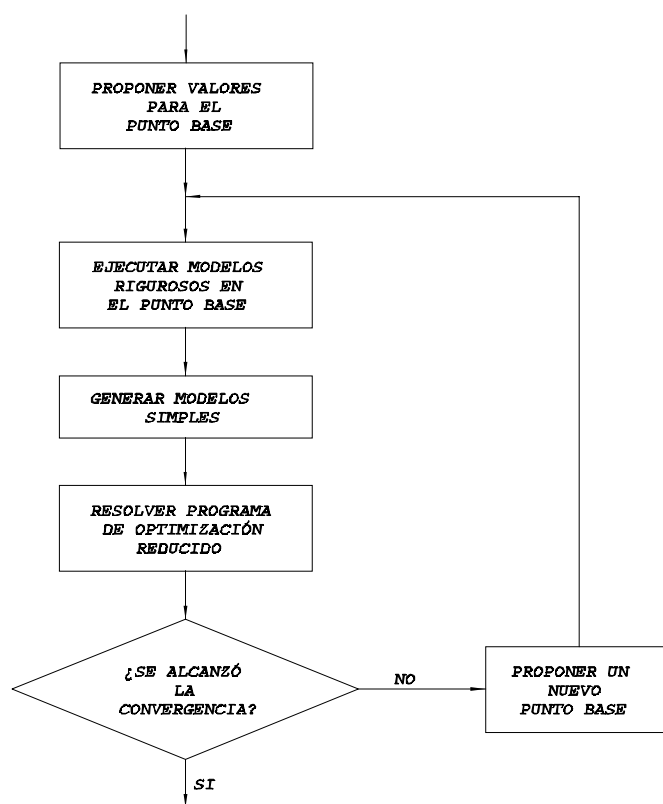 PROPONER VALORES
PARA EL
PUNTO BASE
EJECUTAR MODELOS
RIGUROSOS EN
EL PUNTO BASE
GENERAR MODELOS
SIMPLES
RESOLVER PROGRAMA
DE OPTIMIZACIÓN
REDUCIDO
¿SE ALCANZÓ
LA
CONVERGENCIA?
NO
PROPONER UN
NUEVO
PUNTO BASE
SI